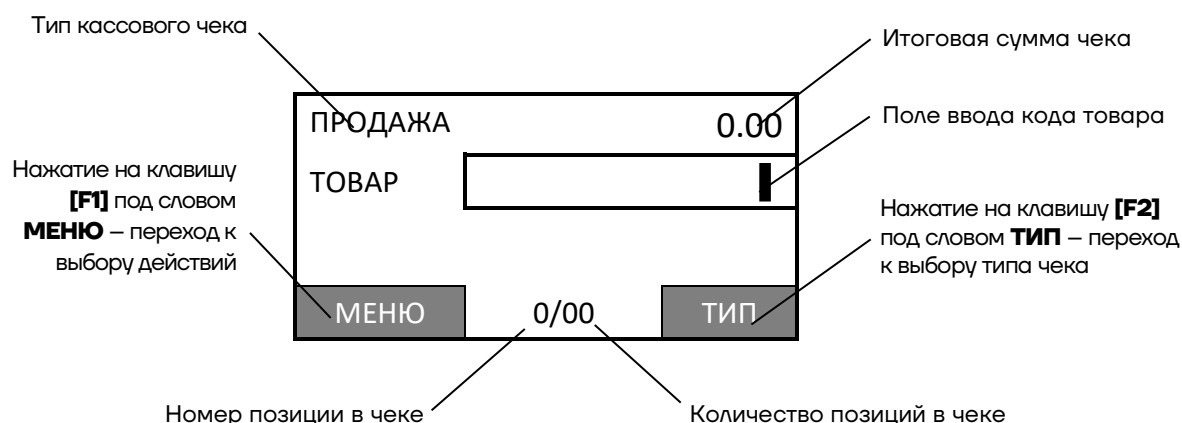 Тип кассового чека
Итоговая сумма чека
ПРОДАЖА 0.00
Поле ввода кода товара
Нажатие на клавишу
[F1] под словом
МЕНЮ – переход к
выбору действий
ТОВАР
Нажатие на клавишу [F2]
под словом ТИП – переход
к выбору типа чека
МЕНЮ 0/00 ТИП
Номер позиции в чеке
Количество позиций в чеке